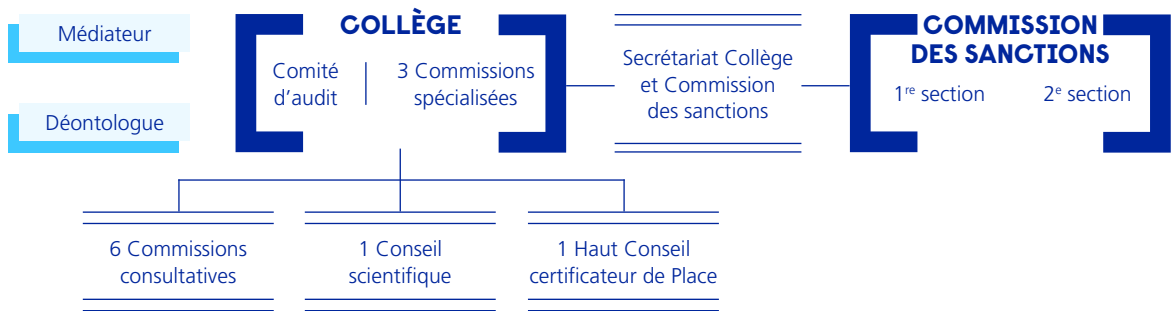 Médiateur
Déontologue
COLLÈGE
Comité
d’audit
3 Commissions
spécialisées
Secrétariat Collège
et Commission
des sanctions
COMMISSION
DES SANCTIONS
1re section
2e section
6 Commissions
consultatives
1 Conseil
scientifique
1 Haut Conseil
certificateur de Place